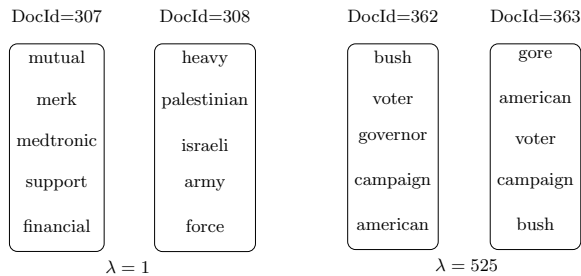 DocId=307 DocId=308 DocId=362 DocId=363
mutual
merk
medtronic
support
financial
heavy
palestinian
israeli
army
force
bush
voter
governor
campaign
american
gore
american
voter
campaign
bush
λ = 1 λ = 525